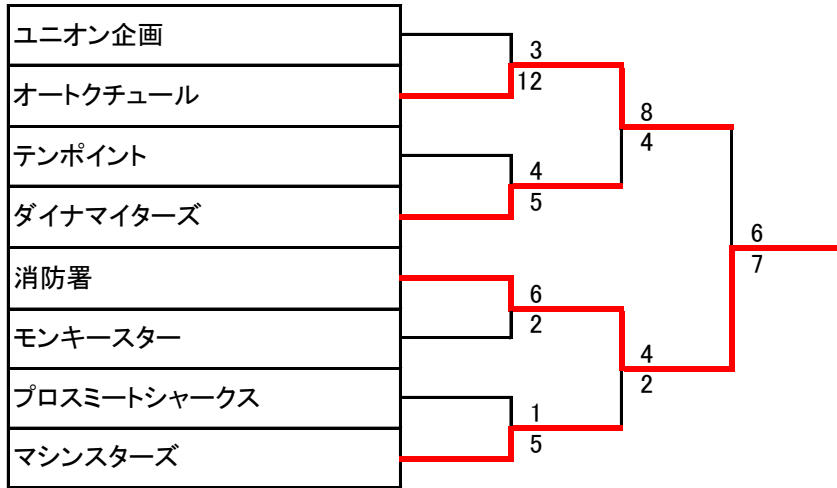 ユニオン企画
オートクチュール
テンポイント
ダイナマイターズ
消防署
モンキースター
プロスミートシャークス
マシンスターズ
3
12
4
5
6
2
1
5
8
4
4
2
6
7